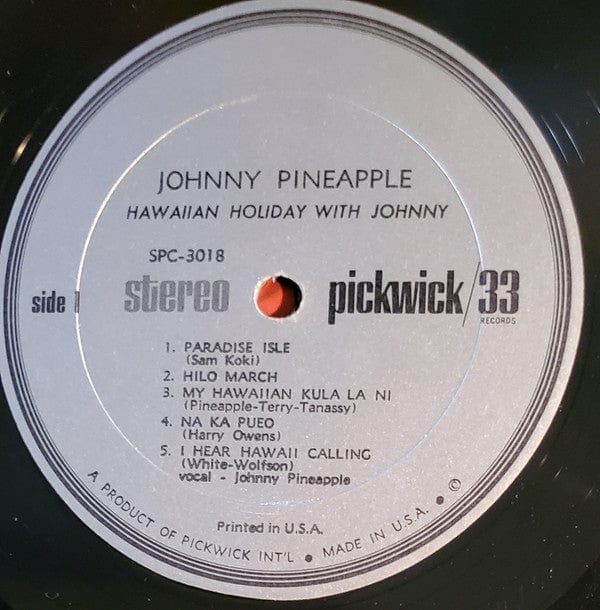 JOHNNY PINEAPPLE
HAWAIIAN HOLIDAY WITH JOHNNY
SPC-3018
side 1 stereo pickwick/33
RECORDS
1. PARADISE ISLE
(Sam Koki)
2. HILO MARCH
3. MY HAWAIIAN KULA LA NI
(Pineapple-Terry-Tanassy)
4. NA KA PUEO
(Harry Owens)
5. I HEAR HAWAII CALLING
(White-Wolfson)
vocal - Johnny Pineapple
Printed in U.S.A.
A PRODUCT OF PICKWICK INT'L • MADE IN U.S.A. • ©